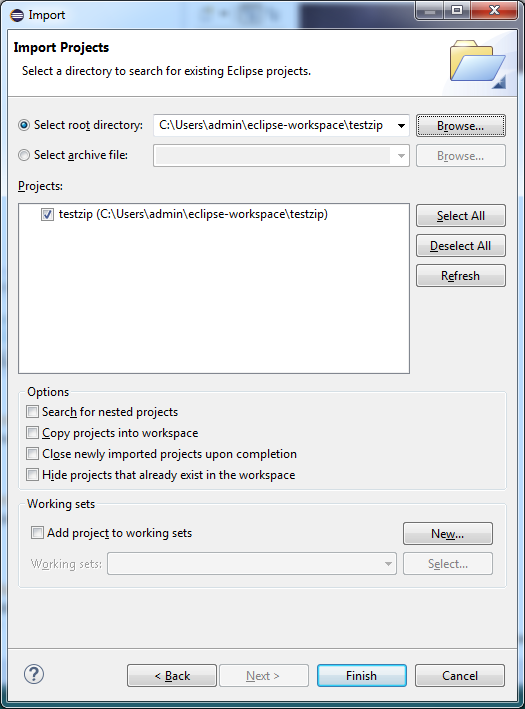 Import
Import Projects
Select a directory to search for existing Eclipse projects.
Select root directory: C:\Users\admin\eclipse-workspace\testzip Browse...
Select archive file: Browse...
Projects:
testzip (C:\Users\admin\eclipse-workspace\testzip)
Select All
Deselect All
Refresh
Options
Search for nested projects
Copy projects into workspace
Close newly imported projects upon completion
Hide projects that already exist in the workspace
Working sets
Add project to working sets New...
Working sets: Select...
? < Back Next > Finish Cancel